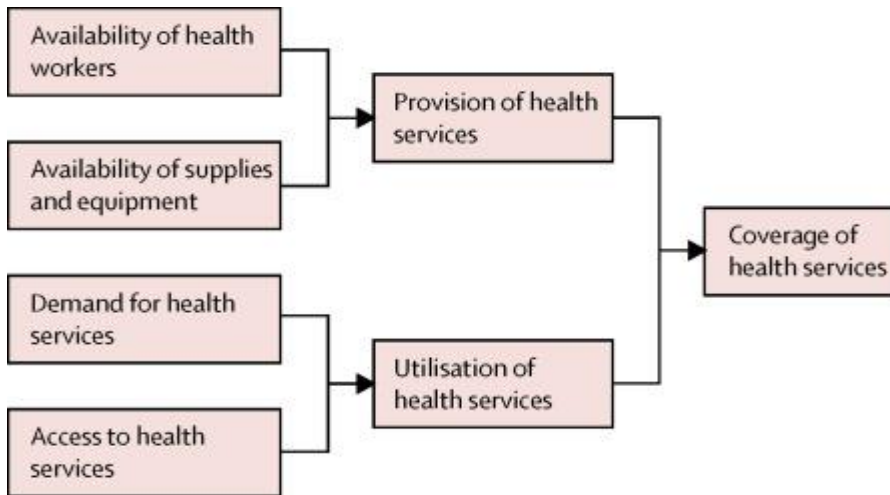 Availability of health
workers
Availability of supplies
and equipment
Demand for health
services
Access to health
services
Provision of health
services
Utilisation of
health services
Coverage of
health services